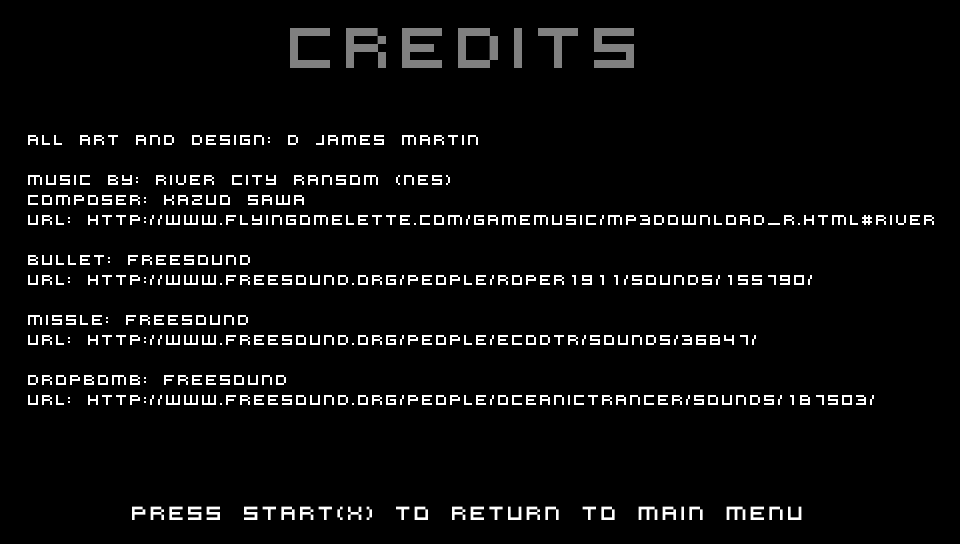 CREDITS
ALL ART AND DESIGN: D JAMES MARTIN
MUSIC BY: RIVER CITY RANSOM (NES)
COMPOSER: KAZUO SAWA
URL: HTTP://WWW.FLYINGOMELETTE.COM/GAMEMUSIC/MP3DOWNLOAD_R.HTML#RIVER
BULLET: FREESOUND
URL: HTTP://WWW.FREESOUND.ORG/PEOPLE/ROPER1911/SOUNDS/155790/
MISSLE: FREESOUND
URL: HTTP://WWW.FREESOUND.ORG/PEOPLE/ECODTR/SOUNDS/36847/
DROPBOMB: FREESOUND
URL: HTTP://WWW.FREESOUND.ORG/PEOPLE/OCEANICTRANCER/SOUNDS/187503/
PRESS START(X) TO RETURN TO MAIN MENU